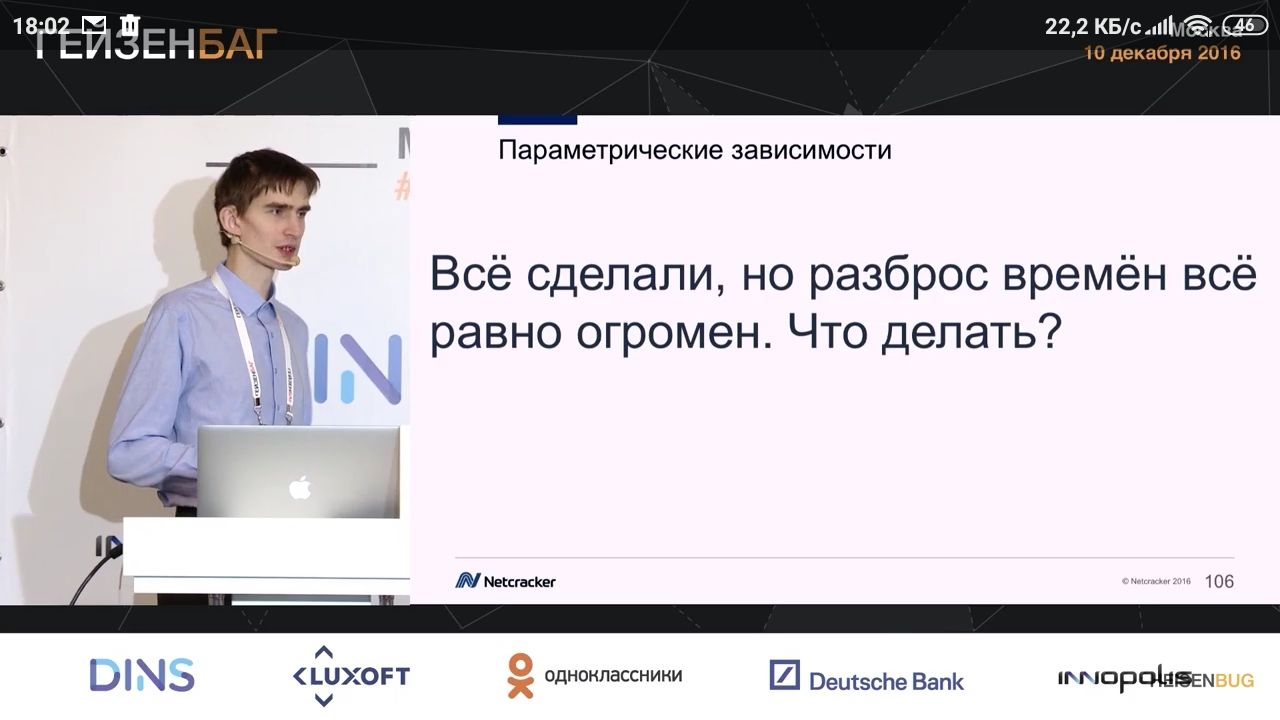 18:02
22,2 КБ/с
46
ГЕЙЗЕНБАГ
Москва
10 декабря 2016
Параметрические зависимости
Всё сделали, но разброс времён всё
равно огромен. Что делать?
IN
Netcracker
© Netcracker 2016 106
DINS
LUXOFT
одноклассники
Deutsche Bank
INNOPOLIS
HEISENBUG